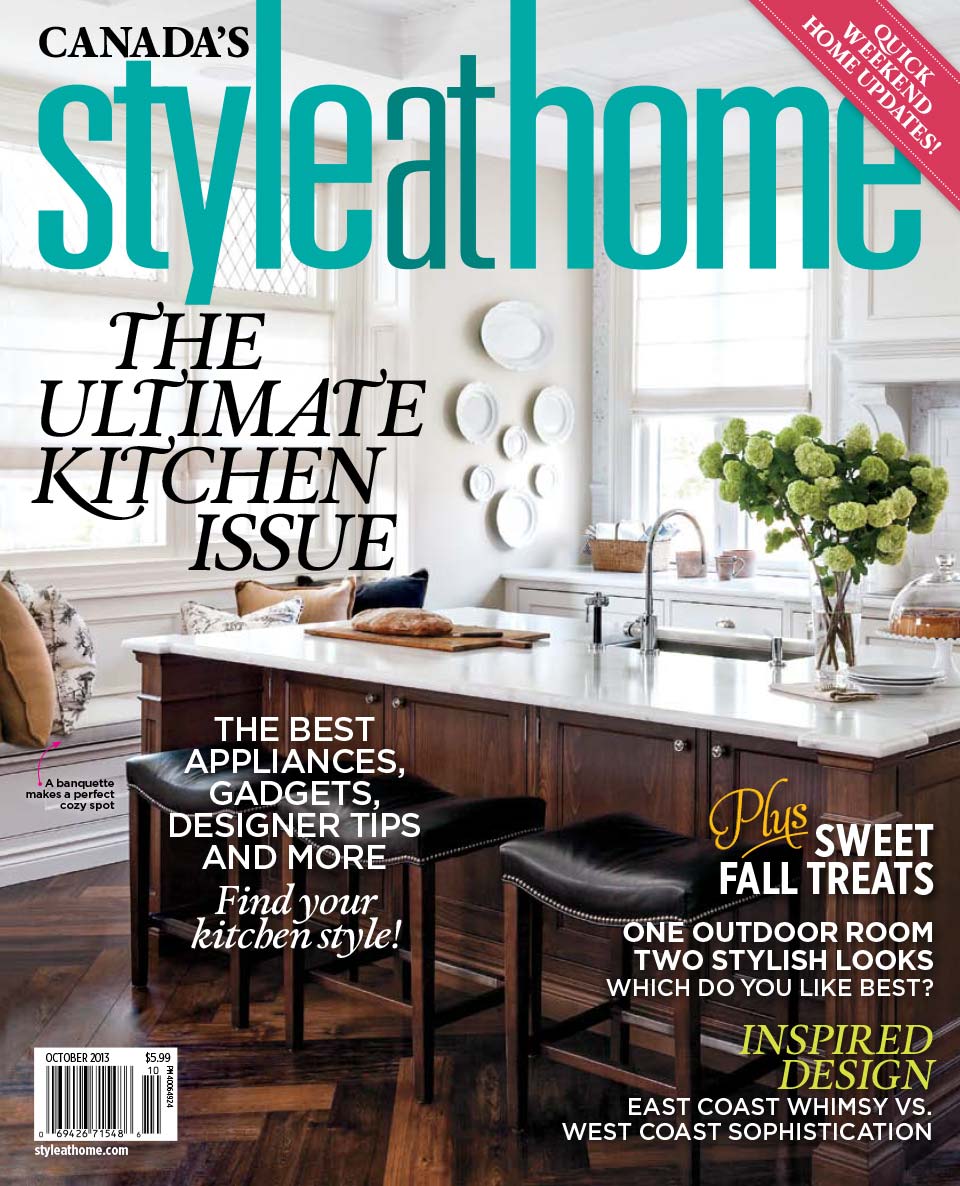 CANADA'S
styleathome
QUICK
WEEKEND
HOME UPDATES!
THE
ULTIMATE
KITCHEN
ISSUE
A banquette
makes a perfect
cozy spot
THE BEST
APPLIANCES,
GADGETS,
DESIGNER TIPS
AND MORE
Find your
kitchen style!
Plus SWEET
FALL TREATS
ONE OUTDOOR ROOM
TWO STYLISH LOOKS
WHICH DO YOU LIKE BEST?
INSPIRED
DESIGN
EAST COAST WHIMSY VS.
WEST COAST SOPHISTICATION
OCTOBER 2013 $5.99
10
PM 40064924
0 69426 71548 6
styleathome.com